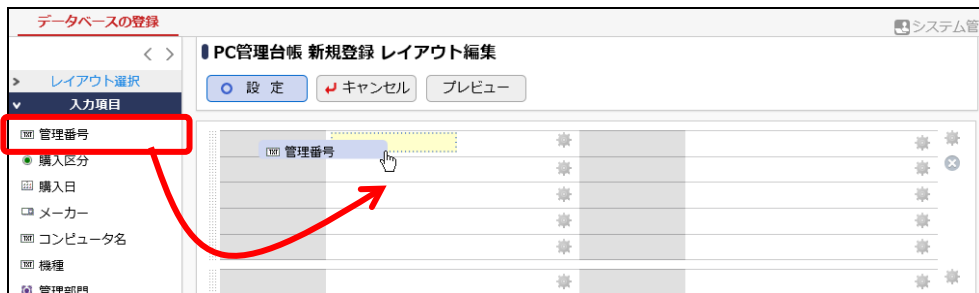 データベースの登録
システム管
< >
PC管理台帳 新規登録 レイアウト編集
> レイアウト選択
設 定 キャンセル プレビュー
入力項目
管理番号
管理番号
購入区分
購入日
メーカー
コンピュータ名
機種
管理部門